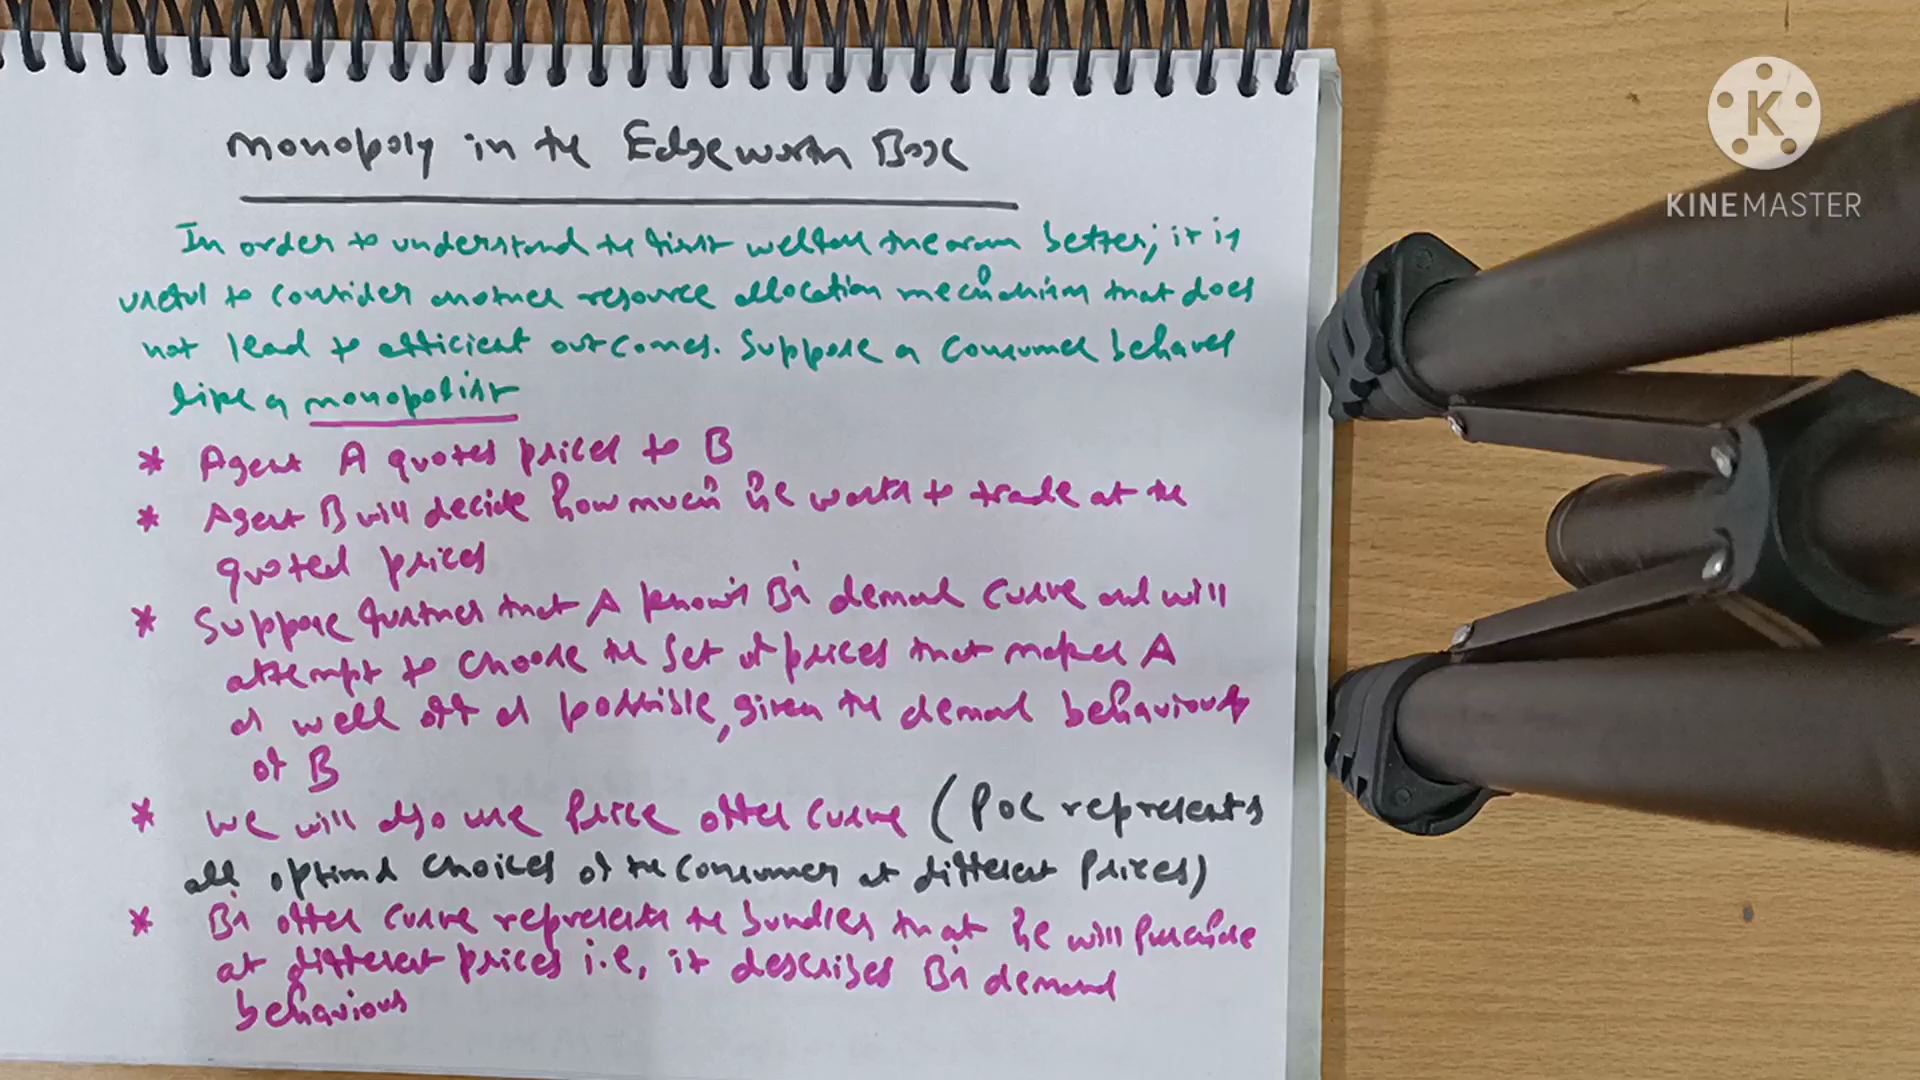 monopoly in the Edgeworth Box
In order to understand the first welfare thearam better, it is
useful to consider another resource allocation mechanism that does
not lead to efficient outcomes. Suppose a consumer behaves
like a monopolist
* Agent A quotes prices to B
* Agent B will decide how much he wants to trade at the
quoted prices
* Suppose further that A know's B's demand curve and will
attempt to choose the set of prices that makes A
as well off as possible, given the demand behaviour
of B
* we will also use Price offer curve (POC represents
all optimal choices of the consumer at different Prices)
* B's offer curve represents the bundles that he will purchase
at different prices i.e, it describes B's demand
behaviour
K
KINEMASTER